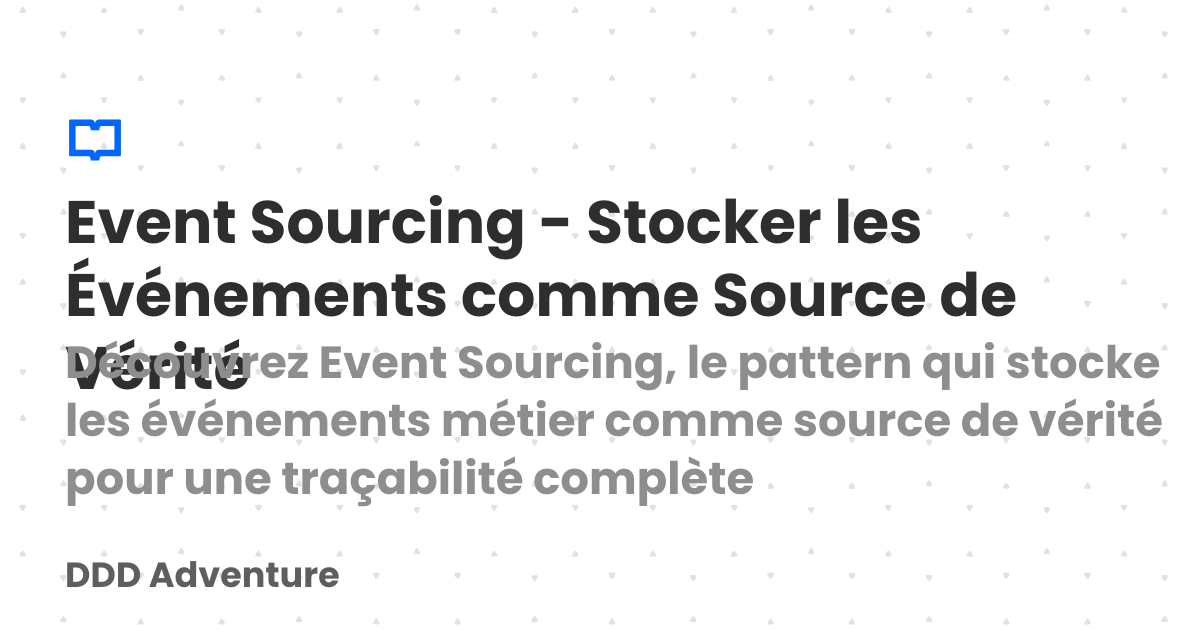 Event Sourcing - Stocker les
Événements comme Source de
Vérité
Découvrez Event Sourcing, le pattern qui stocke
les événements métier comme source de vérité
pour une traçabilité complète
DDD Adventure